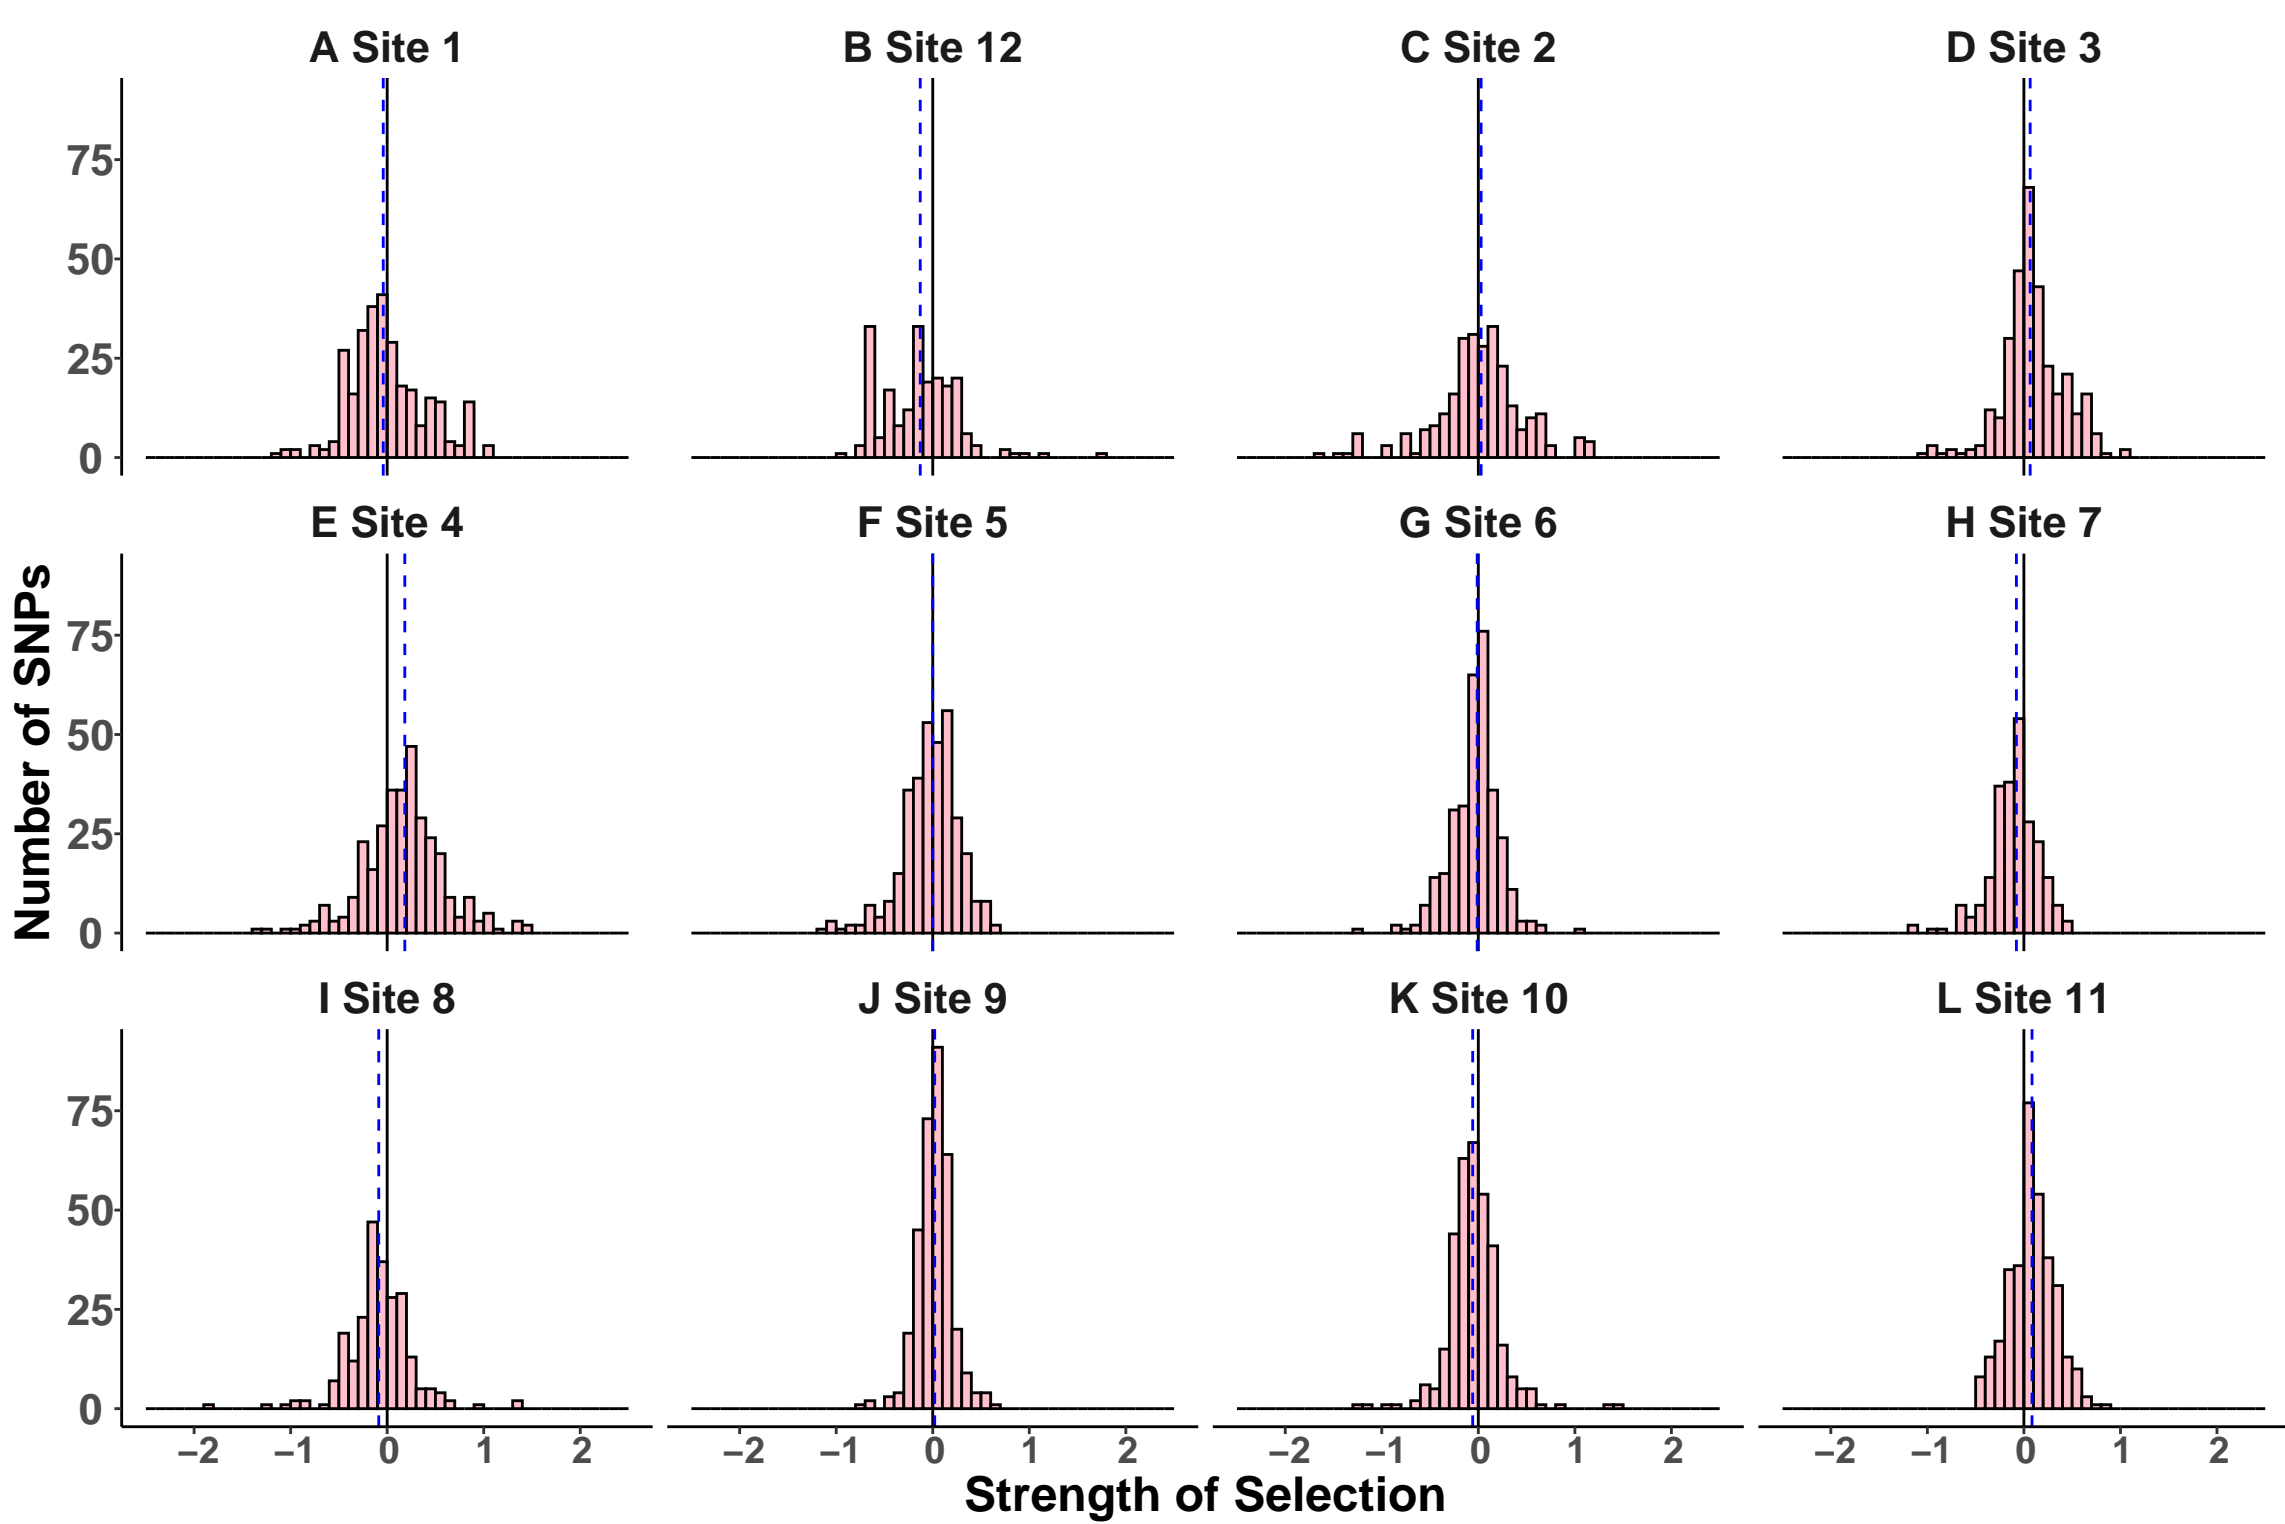 A Site 1
B Site 12
C Site 2
D Site 3
75
50
25
0
E Site 4
F Site 5
G Site 6
H Site 7
Number of SNPs
75
50
25
0
I Site 8
J Site 9
K Site 10
L Site 11
75
50
25
0
−2 −1 0 1 2
−2 −1 0 1 2
−2 −1 0 1 2
−2 −1 0 1 2
Strength of Selection